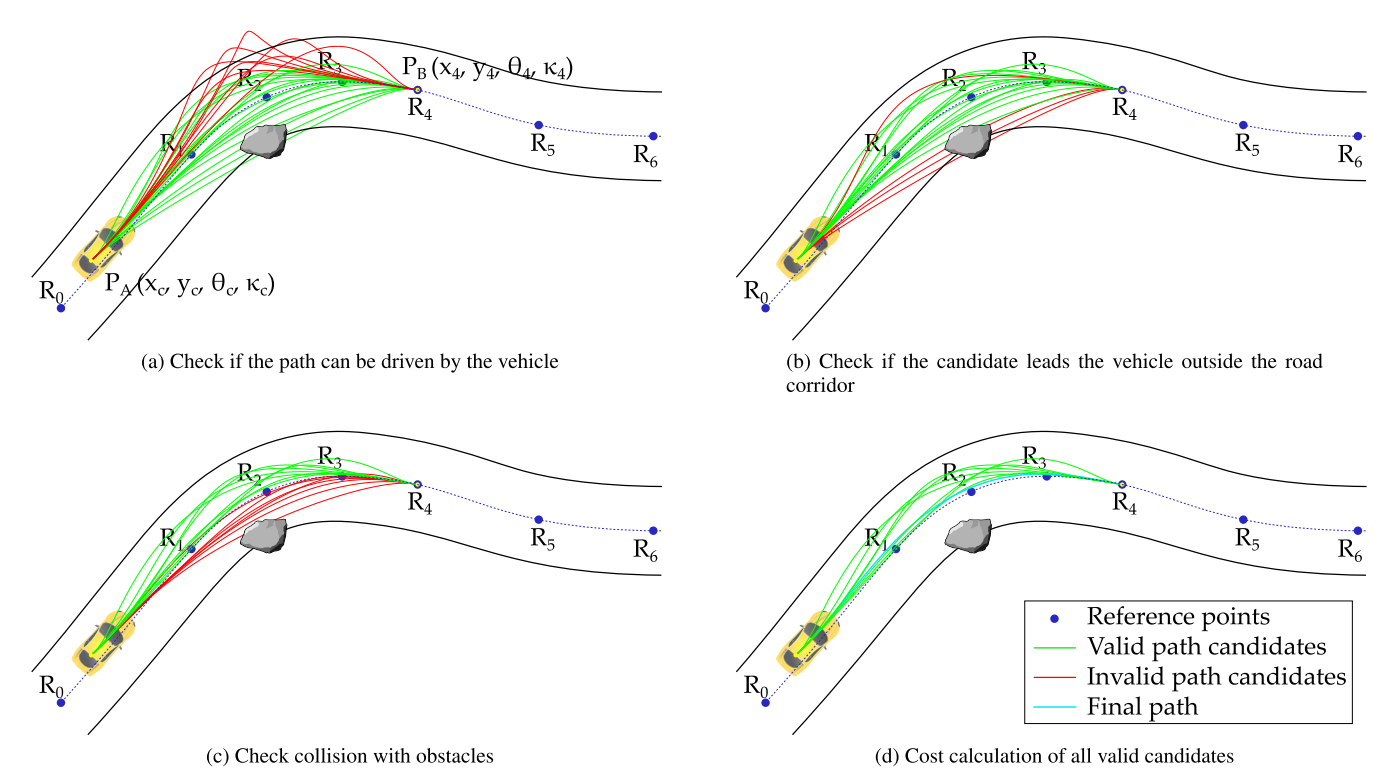 R₃
P_B (x₄, y₄, θ₄, κ₄)
R₂
R₄
R₁
R₅
R₆
P_A (x_c, y_c, θ_c, κ_c)
R₀
(a) Check if the path can be driven by the vehicle
R₃
R₂
R₄
R₁
R₅
R₆
R₀
(b) Check if the candidate leads the vehicle outside the road
corridor
R₃
R₂
R₄
R₁
R₅
R₆
R₀
(c) Check collision with obstacles
R₃
R₂
R₄
R₁
R₅
R₆
R₀
Reference points
Valid path candidates
Invalid path candidates
Final path
(d) Cost calculation of all valid candidates